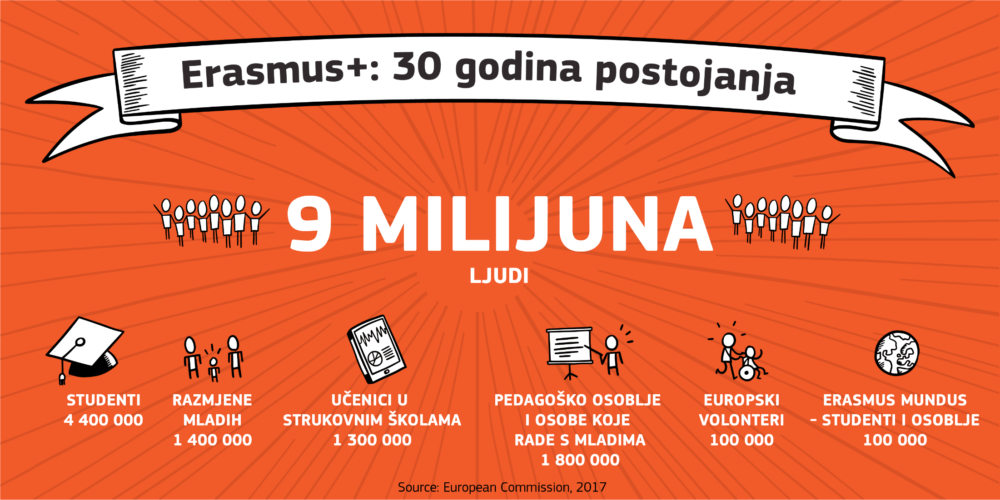 Erasmus+: 30 godina postojanja
9 MILIJUNA
LJUDI
STUDENTI
4 400 000
RAZMJENE
MLADIH
1 400 000
UČENICI U
STRUKOVNIM ŠKOLAMA
1 300 000
PEDAGOŠKO OSOBLJE
I OSOBE KOJE
RADE S MLADIMA
1 800 000
EUROPSKI
VOLONTERI
100 000
ERASMUS MUNDUS
– STUDENTI I OSOBLJE
100 000
Source: European Commission, 2017